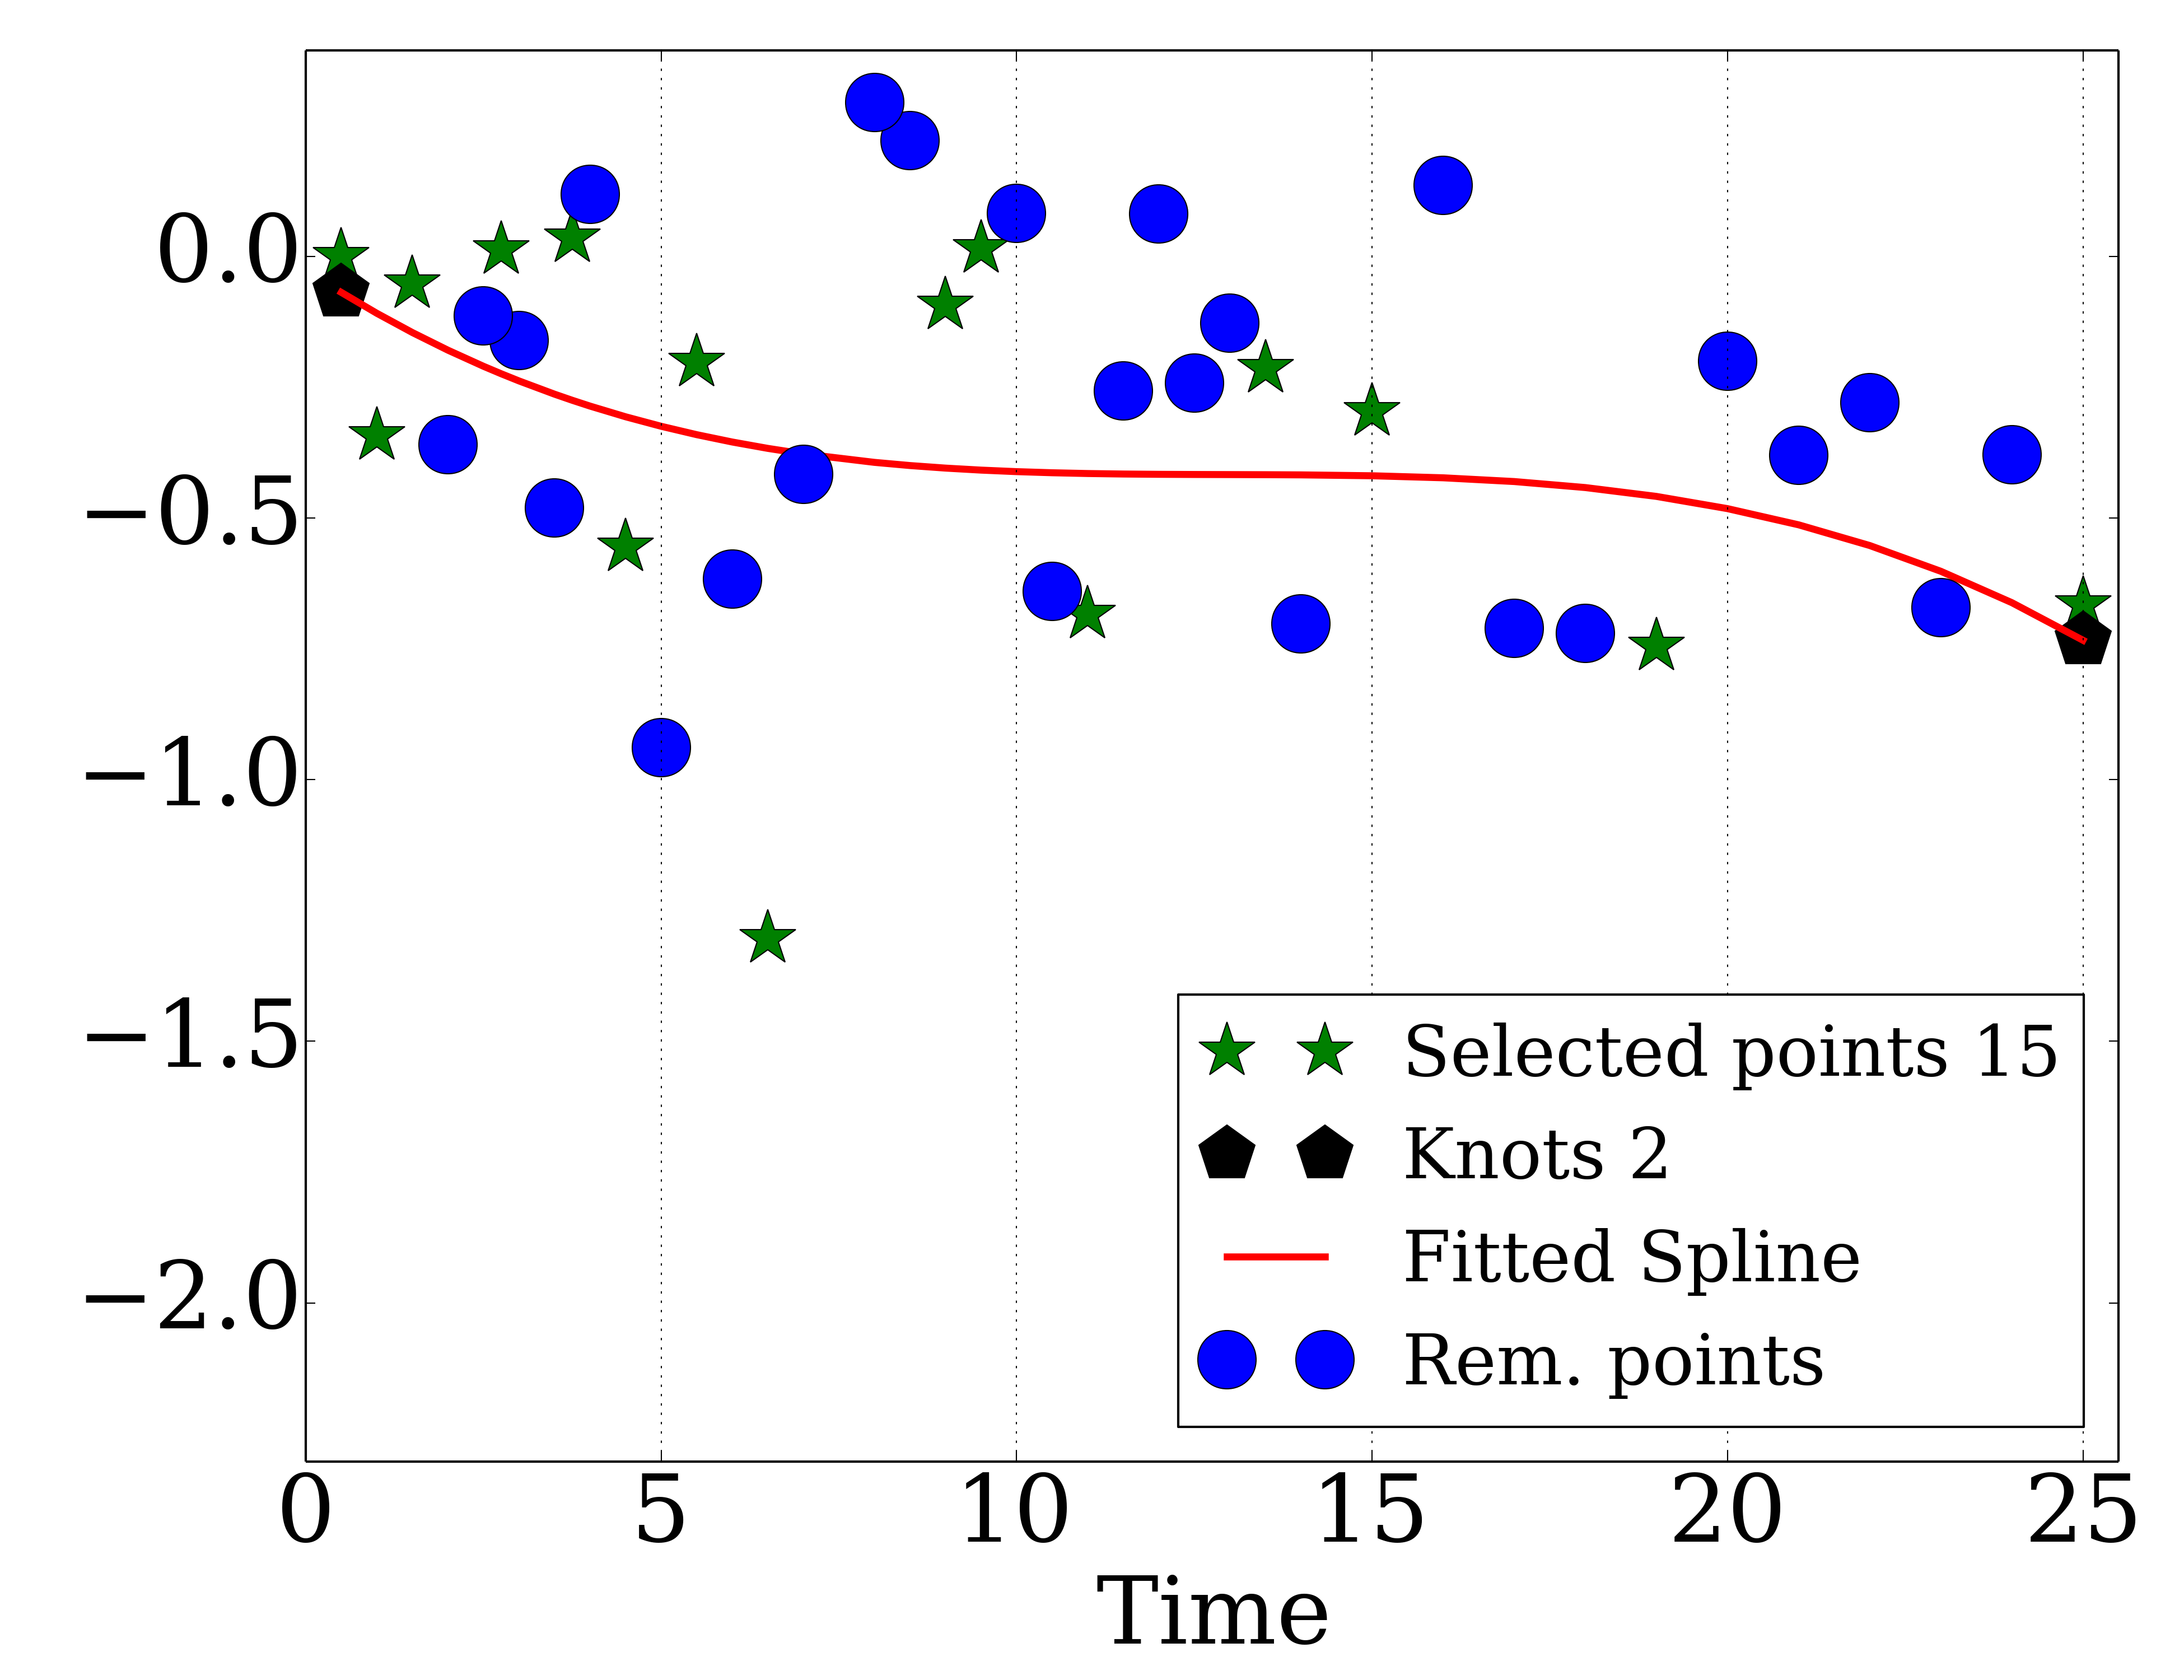 0.0
−0.5
−1.0
−1.5
−2.0
Selected points 15
Knots 2
Fitted Spline
Rem. points
0 5 10 15 20 25
Time